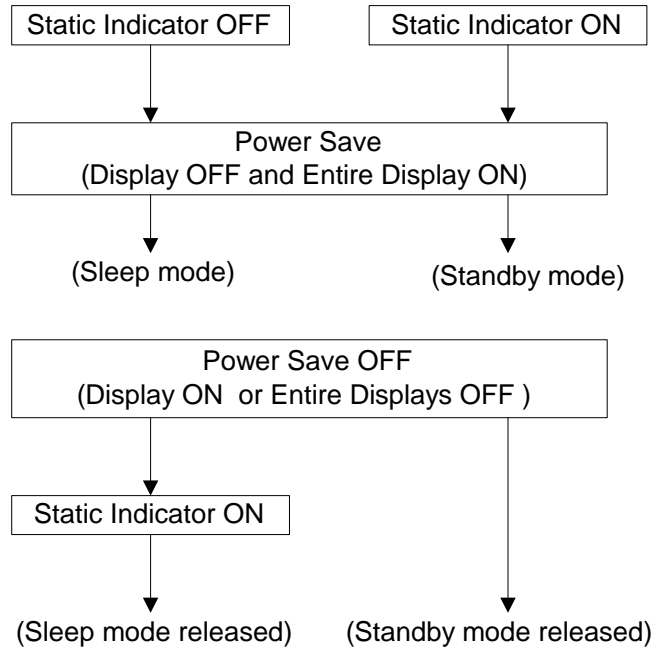 Static Indicator OFF
Static Indicator ON
Power Save
(Display OFF and Entire Display ON)
(Sleep mode)
(Standby mode)
Power Save OFF
(Display ON or Entire Displays OFF )
Static Indicator ON
(Sleep mode released)
(Standby mode released)